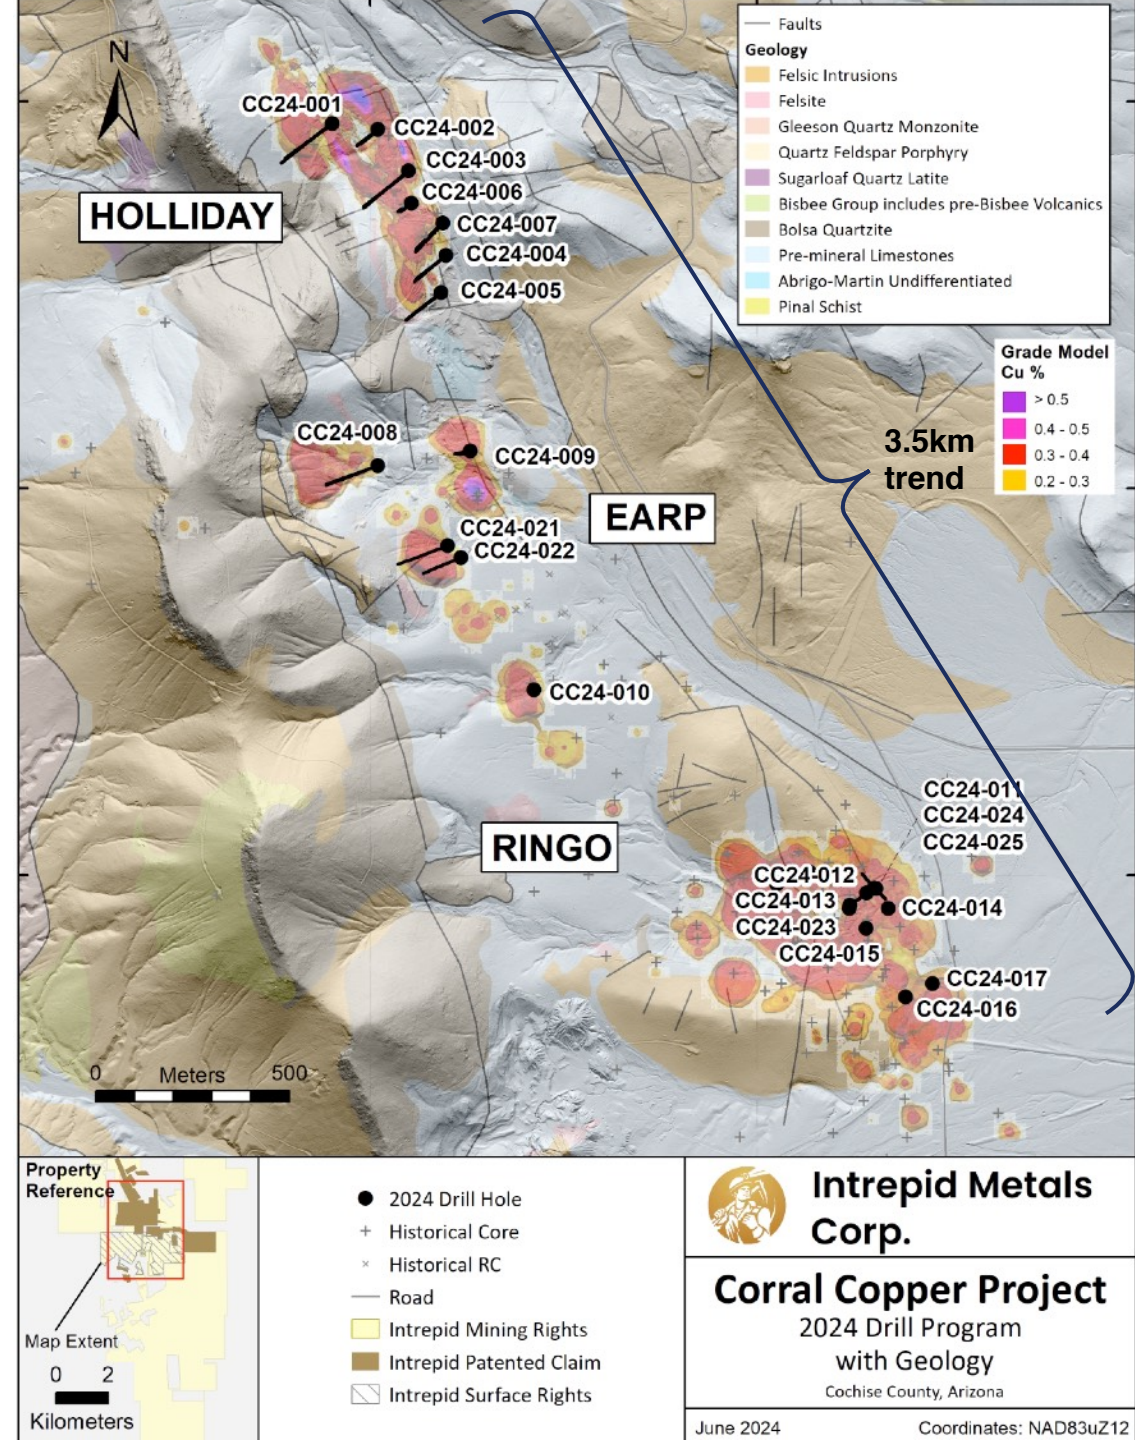 N
CC24-001
CC24-002
CC24-003
CC24-006
CC24-007
CC24-004
CC24-005
HOLLIDAY
Faults
Geology
Felsic Intrusions
Felsite
Gleeson Quartz Monzonite
Quartz Feldspar Porphyry
Sugarloaf Quartz Latite
Bisbee Group includes pre-Bisbee Volcanics
Bolsa Quartzite
Pre-mineral Limestones
Abrigo-Martin Undifferentiated
Pinal Schist
Grade Model
Cu %
> 0.5
0.4 - 0.5
0.3 - 0.4
0.2 - 0.3
3.5km
trend
CC24-008
CC24-009
EARP
CC24-021
CC24-022
CC24-010
RINGO
CC24-011
CC24-024
CC24-025
CC24-012
CC24-013
CC24-014
CC24-023
CC24-015
CC24-017
CC24-016
0 Meters 500
Property
Reference
Map Extent
0 2
Kilometers
2024 Drill Hole
Historical Core
Historical RC
Road
Intrepid Mining Rights
Intrepid Patented Claim
Intrepid Surface Rights
Intrepid Metals
Corp.
Corral Copper Project
2024 Drill Program
with Geology
Cochise County, Arizona
June 2024 Coordinates: NAD83uZ12